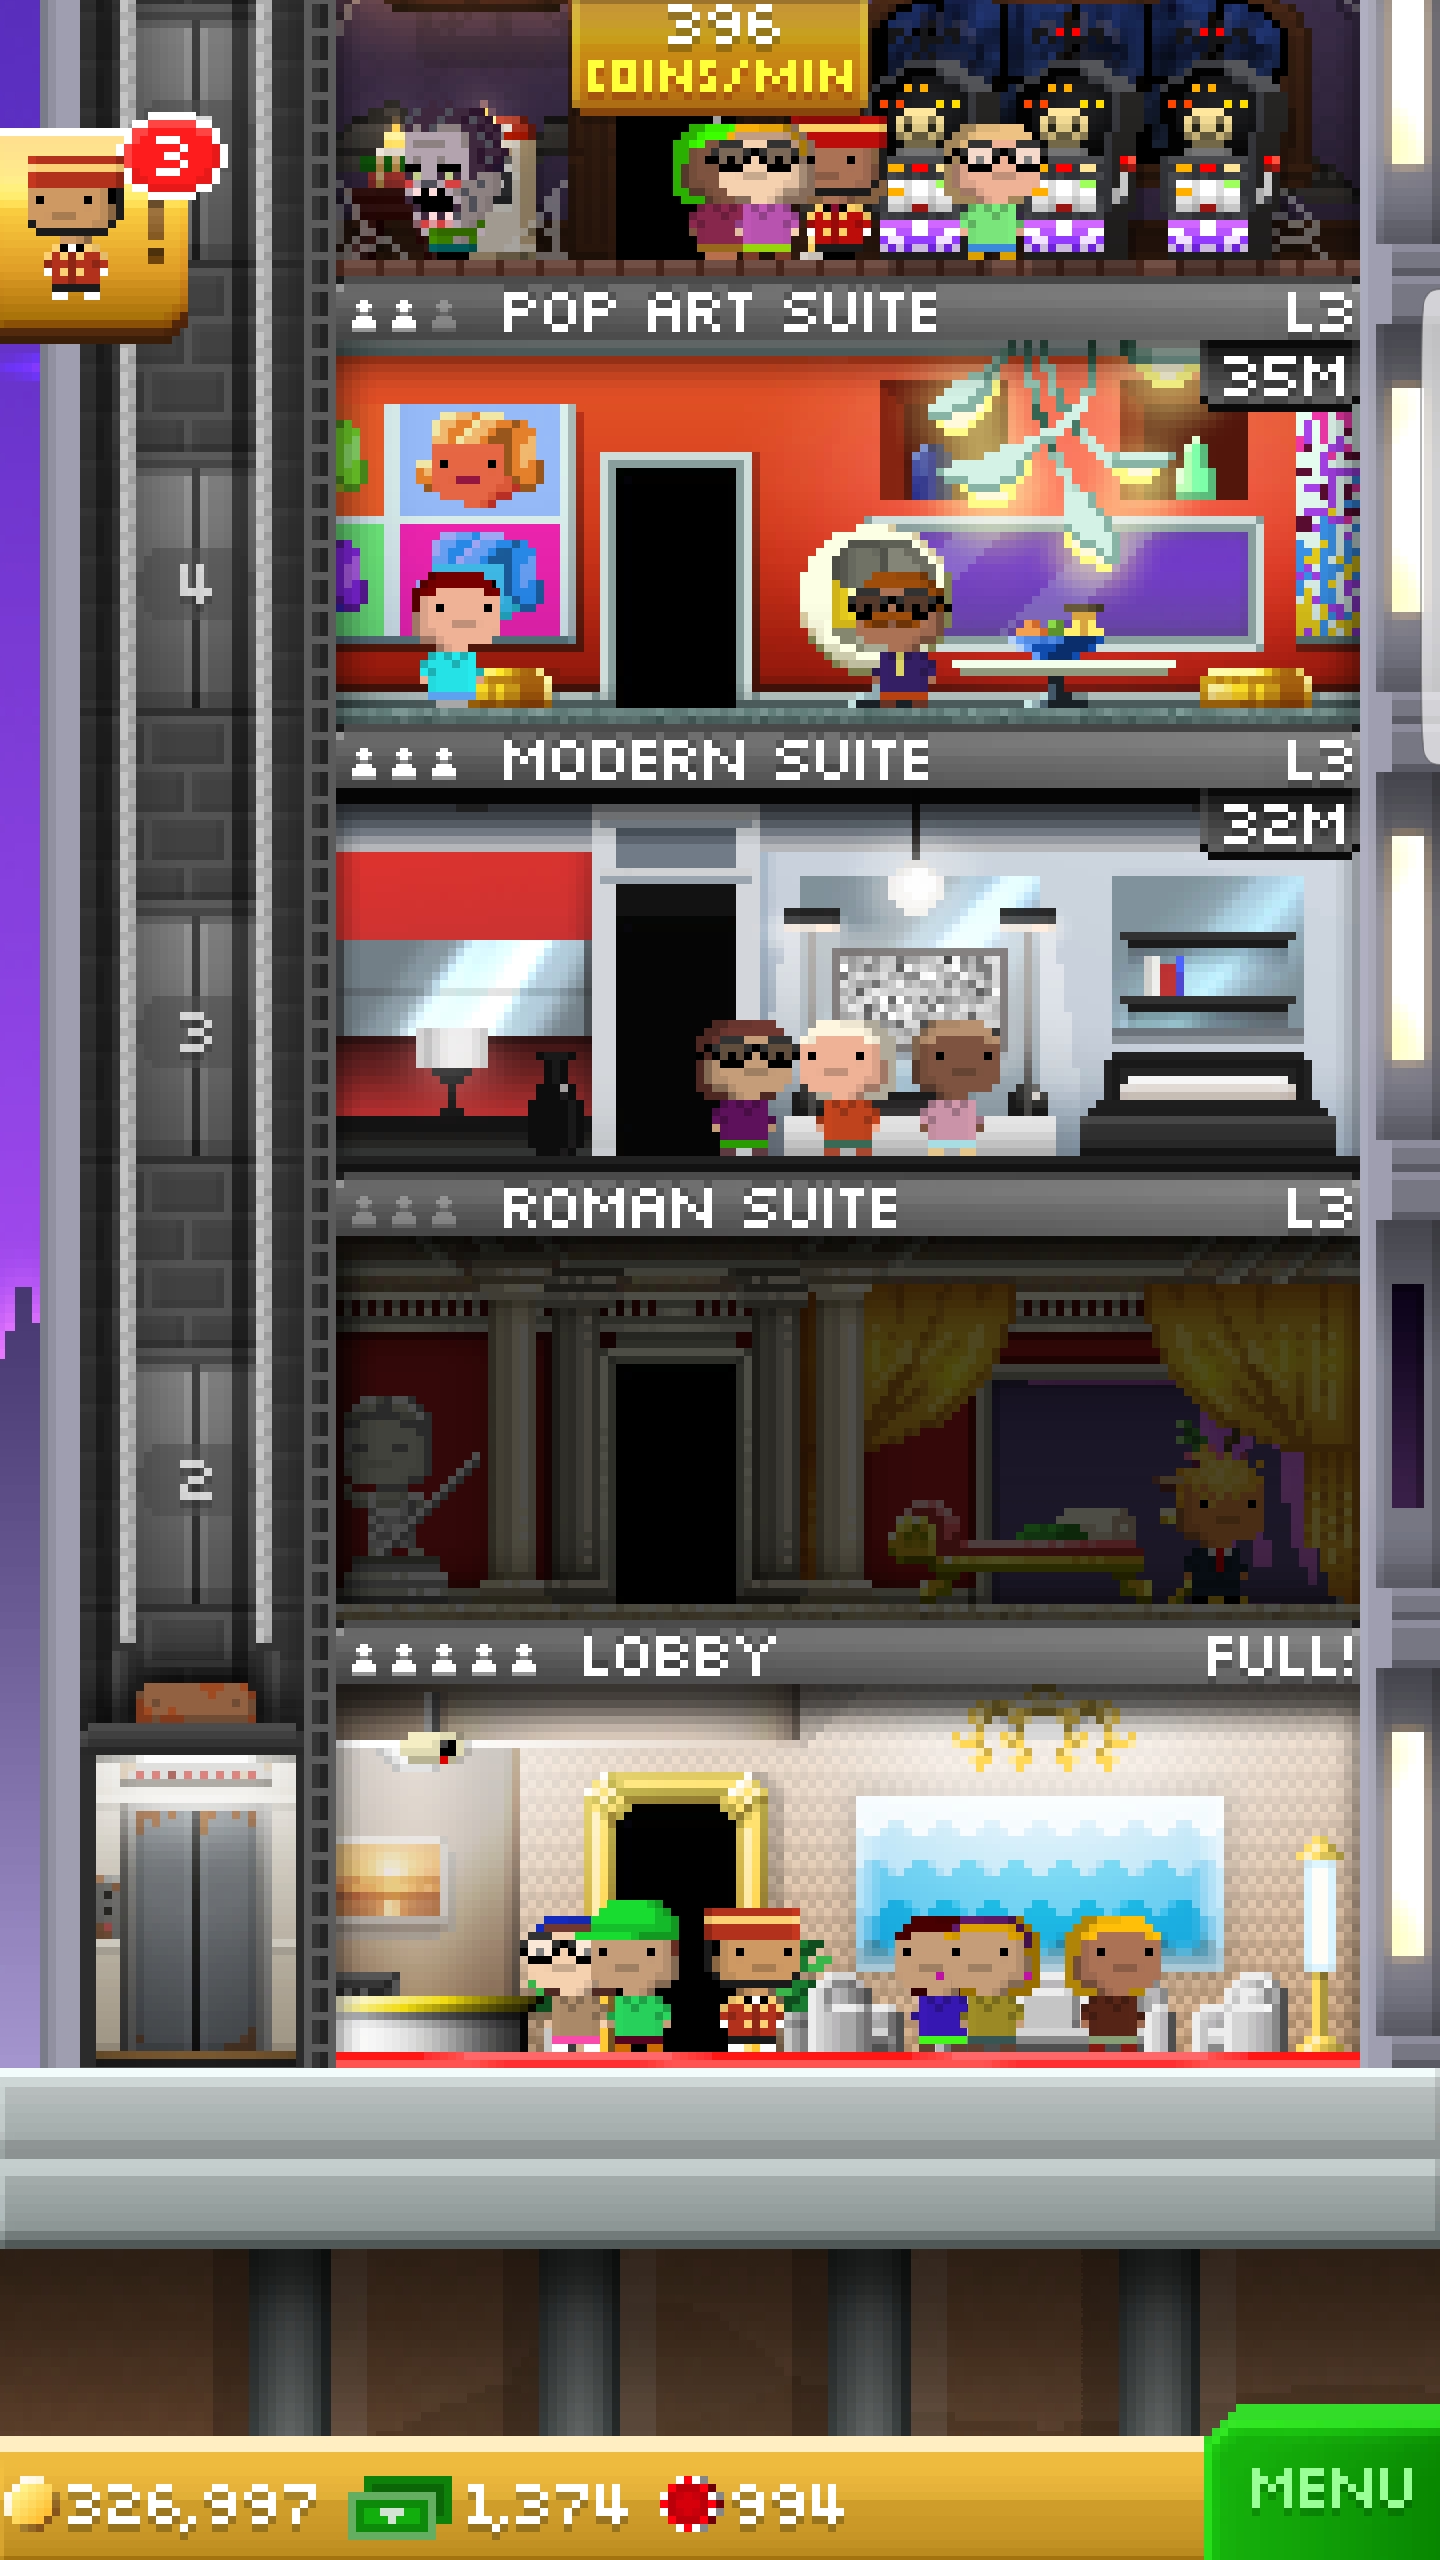 396
COINS/MIN
3
POP ART SUITE L3
35M
4
MODERN SUITE L3
32M
3
ROMAN SUITE L3
2
LOBBY FULL!
326,997 1,374 994
MENU